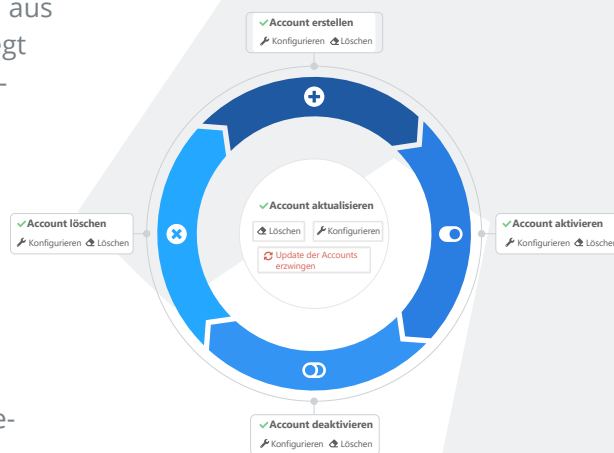 aus
egt
-
Account erstellen
Konfigurieren Löschen
Account aktualisieren
Löschen Konfigurieren
Update der Accounts
erzwingen
Account löschen
Konfigurieren Löschen
Account aktivieren
Konfigurieren Löschen
e-
Account deaktivieren
Konfigurieren Löschen